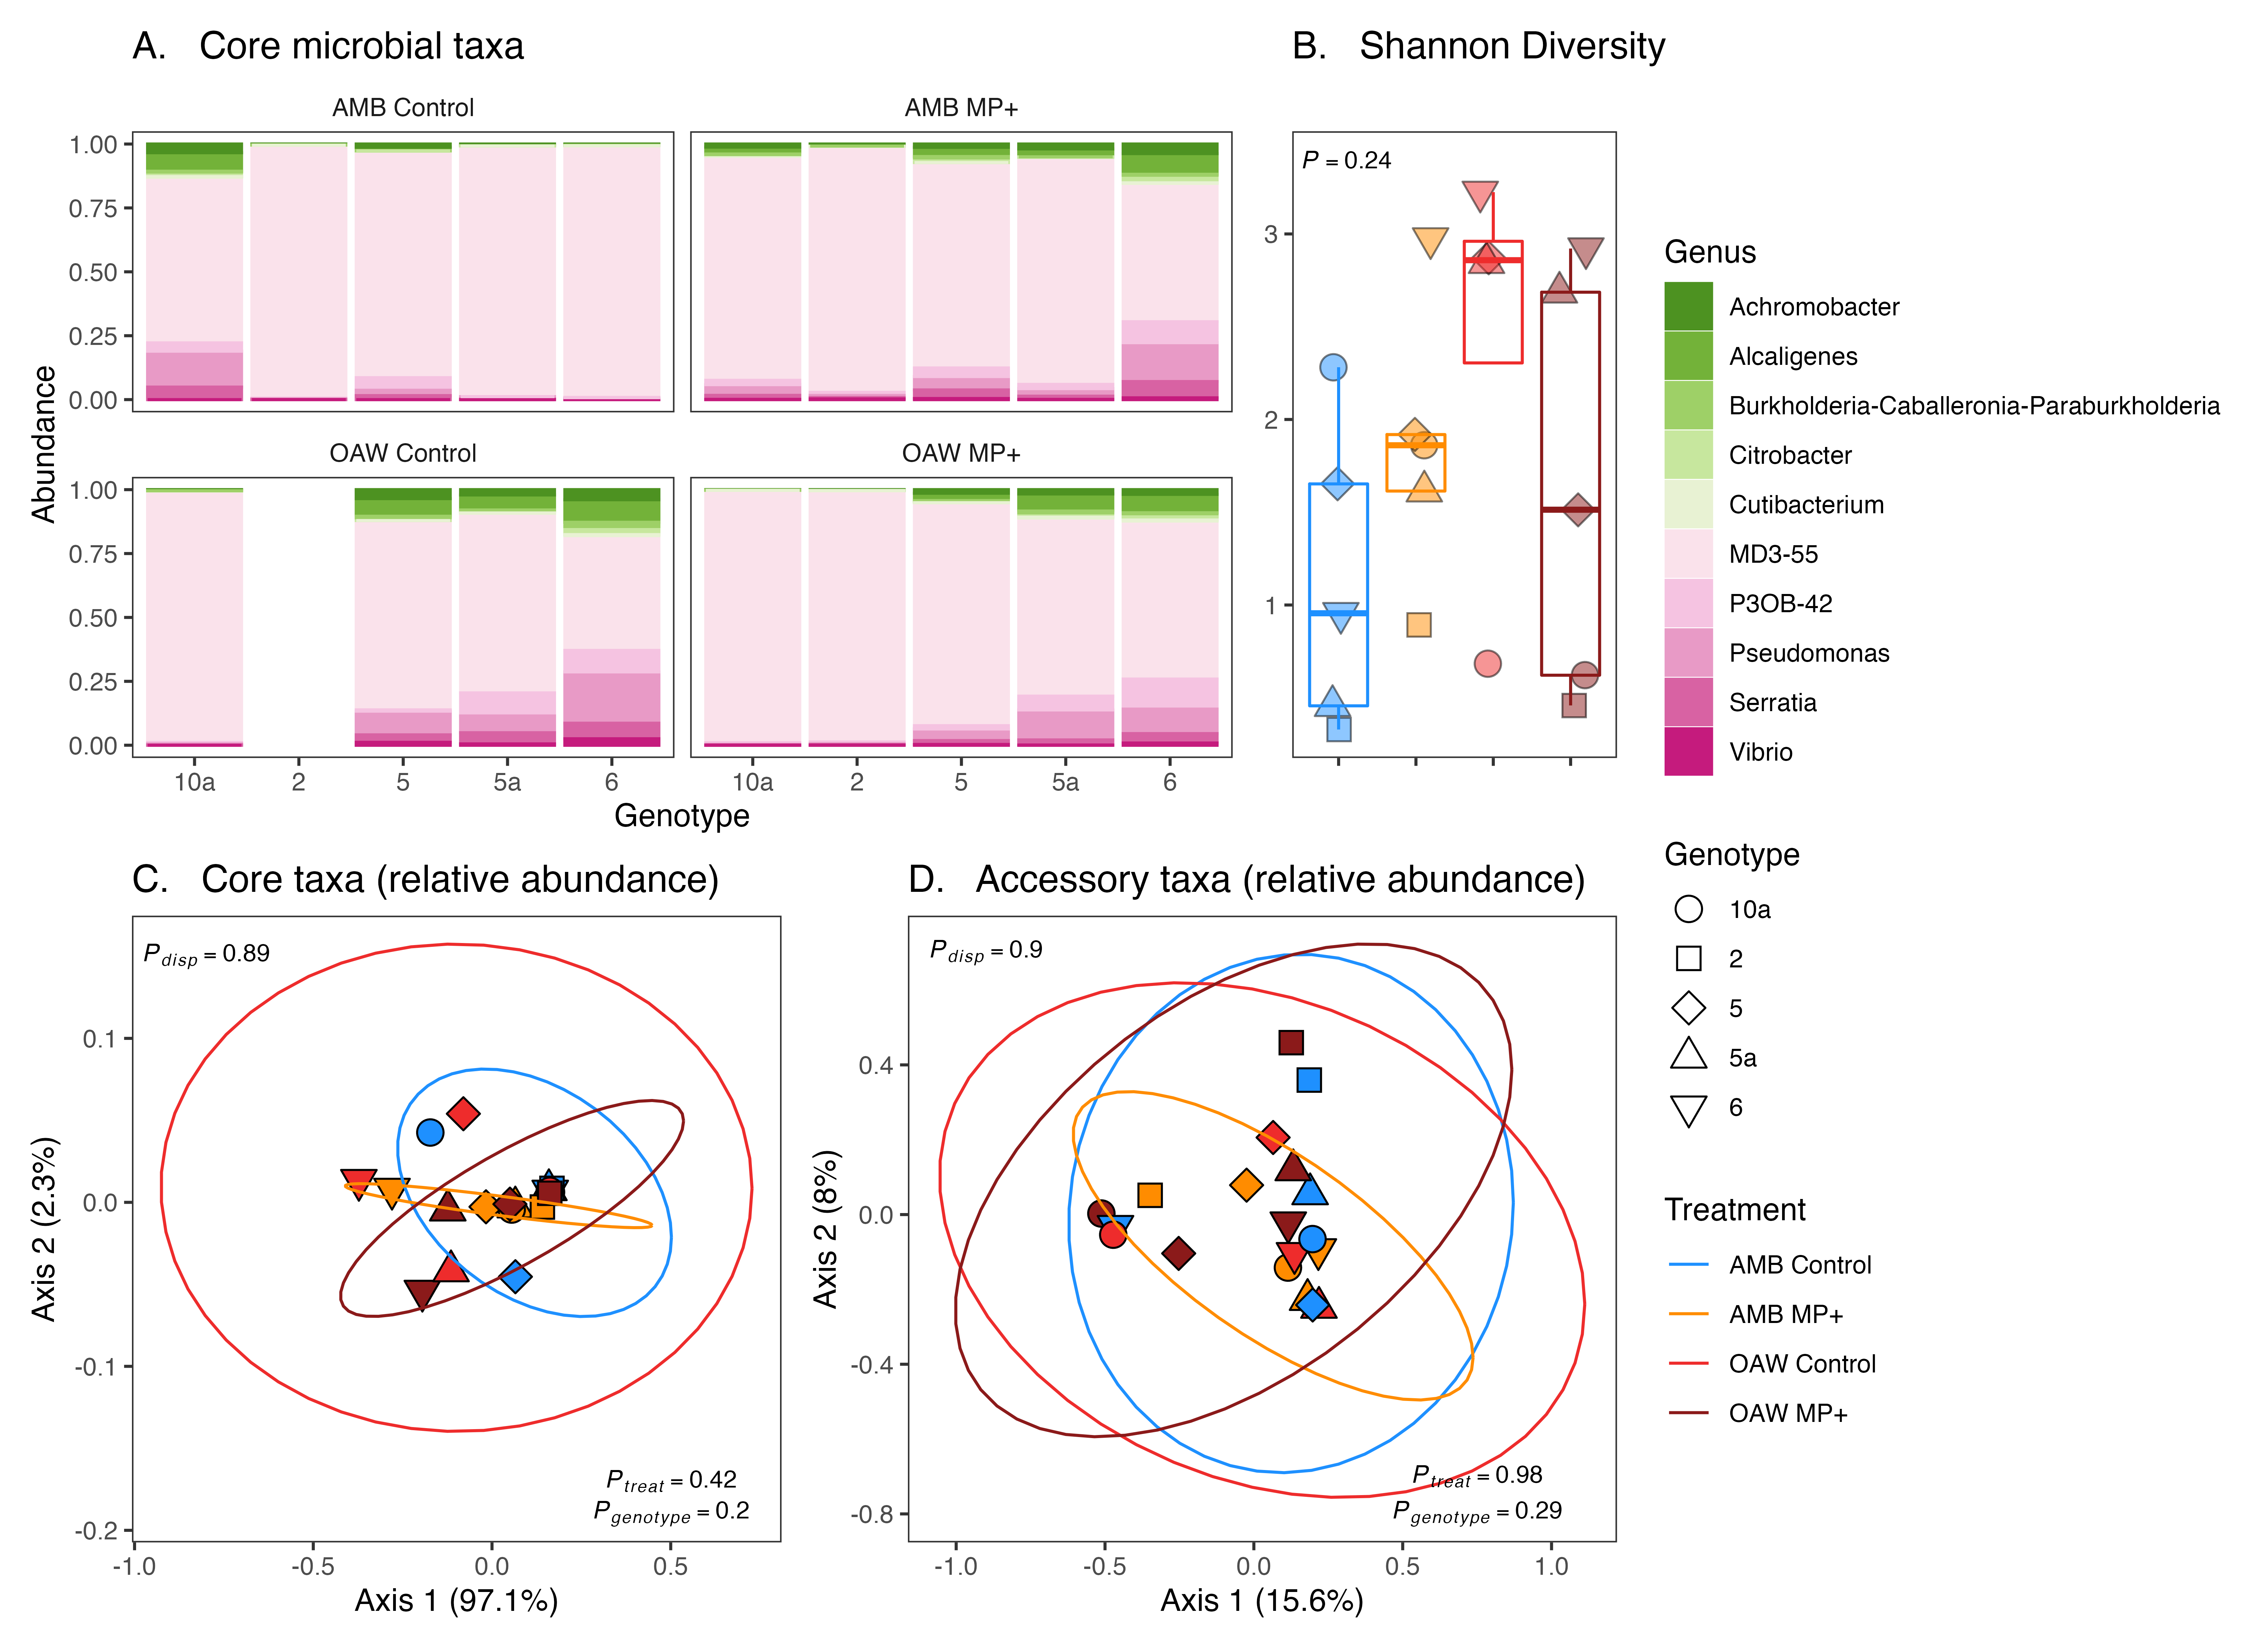 A. Core microbial taxa
B. Shannon Diversity
AMB Control
AMB MP+
1.00
0.75
0.50
0.25
0.00
OAW Control
OAW MP+
1.00
0.75
0.50
0.25
0.00
Abundance
10a 2 5 5a 6
10a 2 5 5a 6
Genotype
P = 0.24
3
2
1
Genus
Achromobacter
Alcaligenes
Burkholderia-Caballeronia-Paraburkholderia
Citrobacter
Cutibacterium
MD3-55
P3OB-42
Pseudomonas
Serratia
Vibrio
C. Core taxa (relative abundance)
P disp = 0.89
0.1
0.0
-0.1
-0.2
Axis 2 (2.3%)
P treat = 0.42
P genotype = 0.2
-1.0 -0.5 0.0 0.5
Axis 1 (97.1%)
D. Accessory taxa (relative abundance)
P disp = 0.9
0.4
0.0
-0.4
-0.8
Axis 2 (8%)
P treat = 0.98
P genotype = 0.29
-1.0 -0.5 0.0 0.5 1.0
Axis 1 (15.6%)
Genotype
10a
2
5
5a
6
Treatment
AMB Control
AMB MP+
OAW Control
OAW MP+